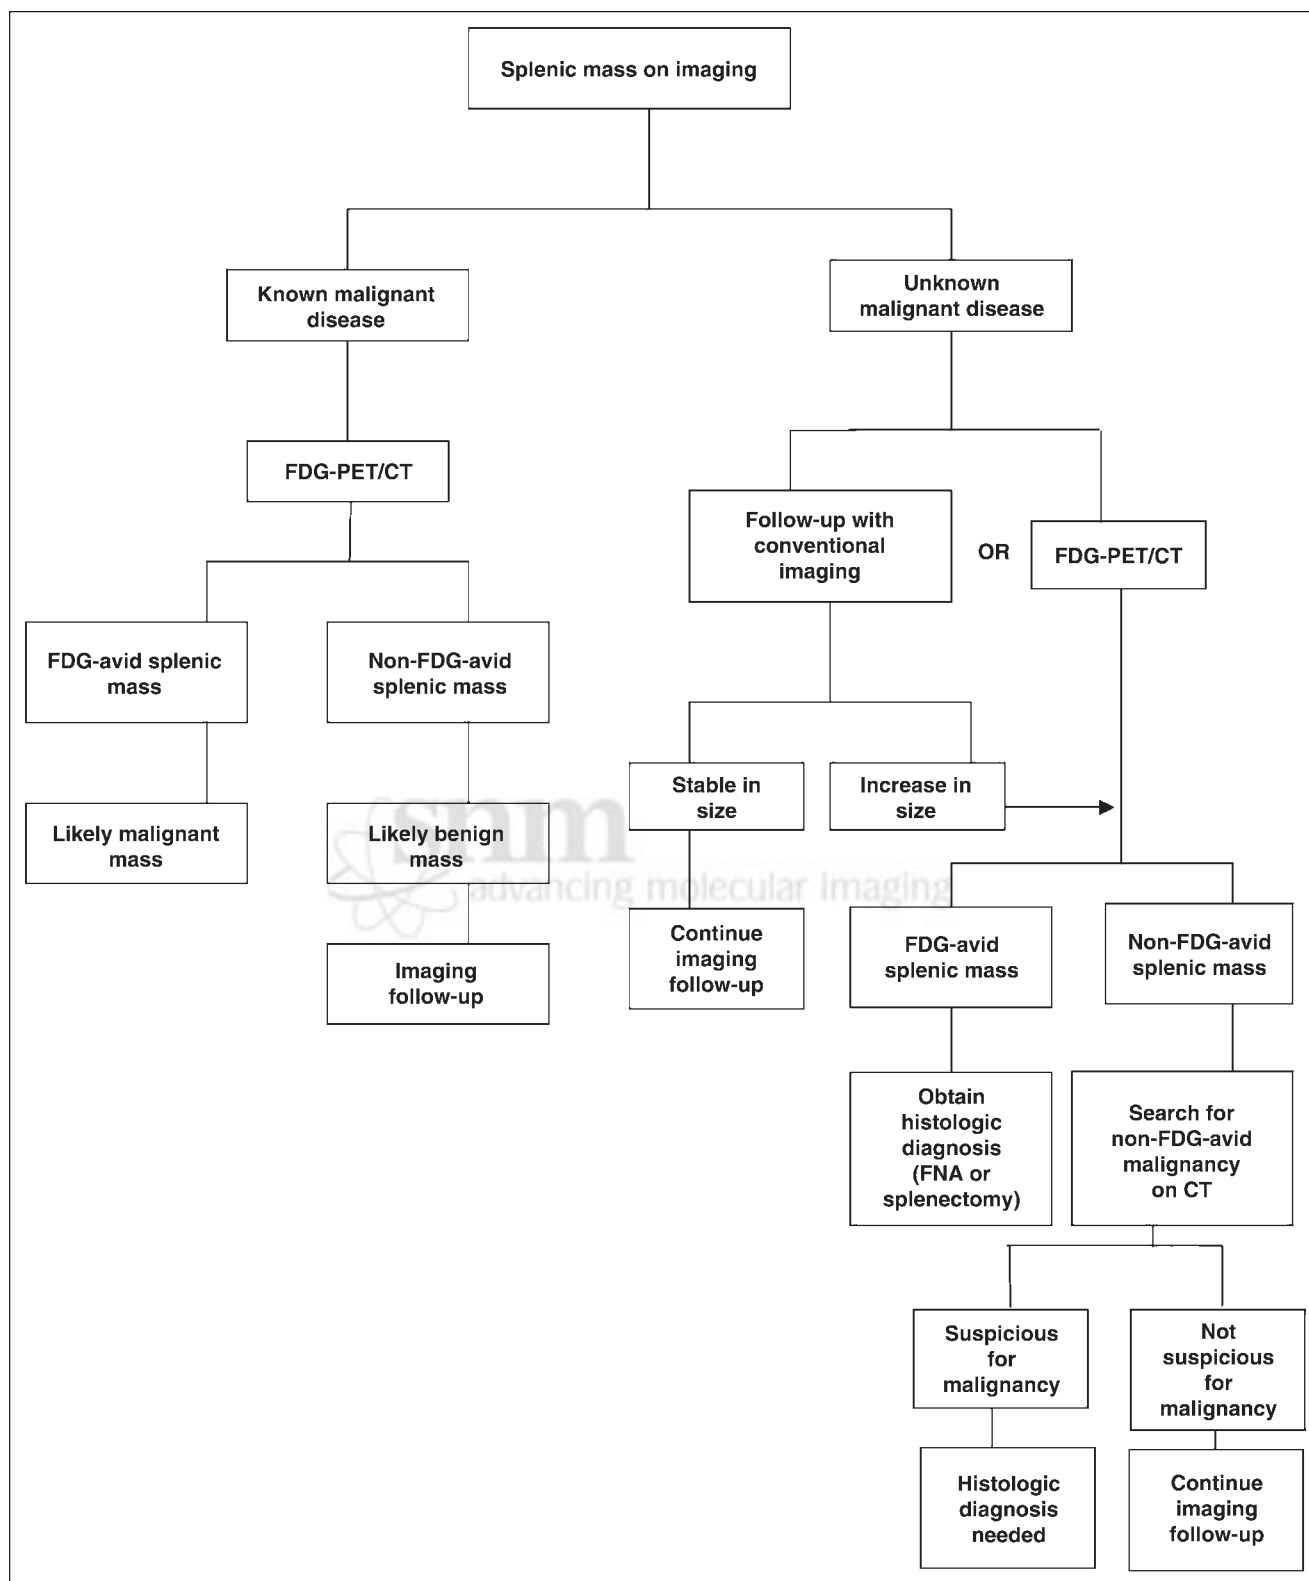 Splenic mass on imaging
Known malignant
disease
Unknown
malignant disease
FDG-PET/CT
Follow-up with
conventional
imaging
OR
FDG-PET/CT
FDG-avid splenic
mass
Non-FDG-avid
splenic mass
Stable in
size
Increase in
size
Likely malignant
mass
Likely benign
mass
snm
advancing molecular imaging
Imaging
follow-up
Continue
imaging
follow-up
FDG-avid
splenic mass
Non-FDG-avid
splenic mass
Obtain
histologic
diagnosis
(FNA or
splenectomy)
Search for
non-FDG-avid
malignancy
on CT
Suspicious
for
malignancy
Not
suspicious
for
malignancy
Histologic
diagnosis
needed
Continue
imaging
follow-up